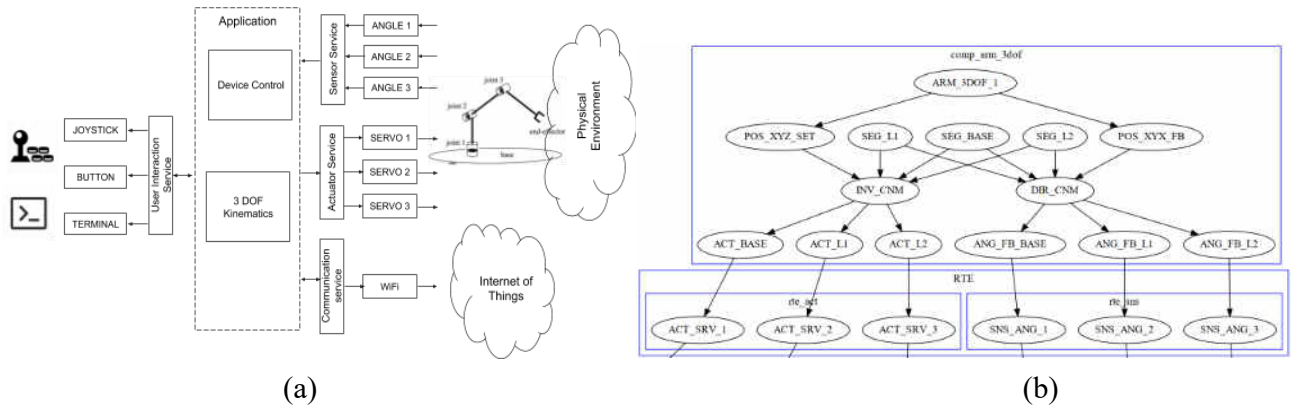 Application
Device Control
3 DOF
Kinematics
JOYSTICK
BUTTON
TERMINAL
User Interaction
Service
Sensor Service
ANGLE 1
ANGLE 2
ANGLE 3
Actuator Service
SERVO 1
SERVO 2
SERVO 3
Communication
service
WiFi
joint 3
joint 2
joint 1
end-effector
base
Physical
Environment
Internet of
Things
(a)
comp_arm_3dof
ARM_3DOF_1
POS_XYZ_SET
SEG_L1
SEG_BASE
SEG_L2
POS_XYX_FB
INV_CNM
DIR_CNM
ACT_BASE
ACT_L1
ACT_L2
ANG_FB_BASE
ANG_FB_L1
ANG_FB_L2
RTE
rte_act
rte_sns
ACT_SRV_1
ACT_SRV_2
ACT_SRV_3
SNS_ANG_1
SNS_ANG_2
SNS_ANG_3
(b)